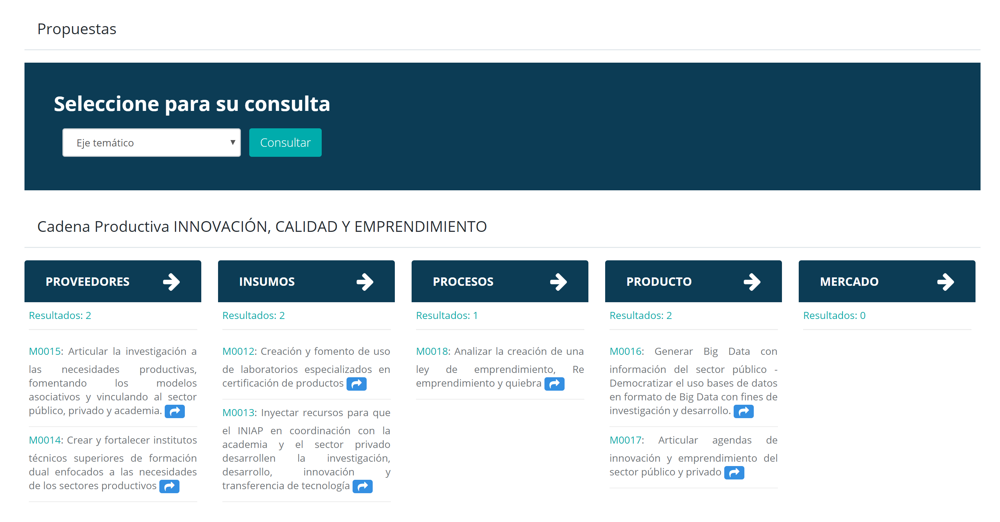 Propuestas
Seleccione para su consulta
Eje temático
Consultar
Cadena Productiva INNOVACIÓN, CALIDAD Y EMPRENDIMIENTO
PROVEEDORES
Resultados: 2
M0015: Articular la investigación a
las necesidades productivas,
fomentando los modelos
asociativos y vinculando al sector
público, privado y academia.
M0014: Crear y fortalecer institutos
técnicos superiores de formación
dual enfocados a las necesidades
de los sectores productivos
INSUMOS
Resultados: 2
M0012: Creación y fomento de uso
de laboratorios especializados en
certificación de productos
M0013: Inyectar recursos para que
el INIAP en coordinación con la
academia y el sector privado
desarrollen la investigación,
desarrollo, innovación y
transferencia de tecnología
PROCESOS
Resultados: 1
M0018: Analizar la creación de una
ley de emprendimiento, Re
emprendimiento y quiebra
PRODUCTO
Resultados: 2
M0016: Generar Big Data con
información del sector público -
Democratizar el uso bases de datos
en formato de Big Data con fines de
investigación y desarrollo.
M0017: Articular agendas de
innovación y emprendimiento del
sector público y privado
MERCADO
Resultados: 0